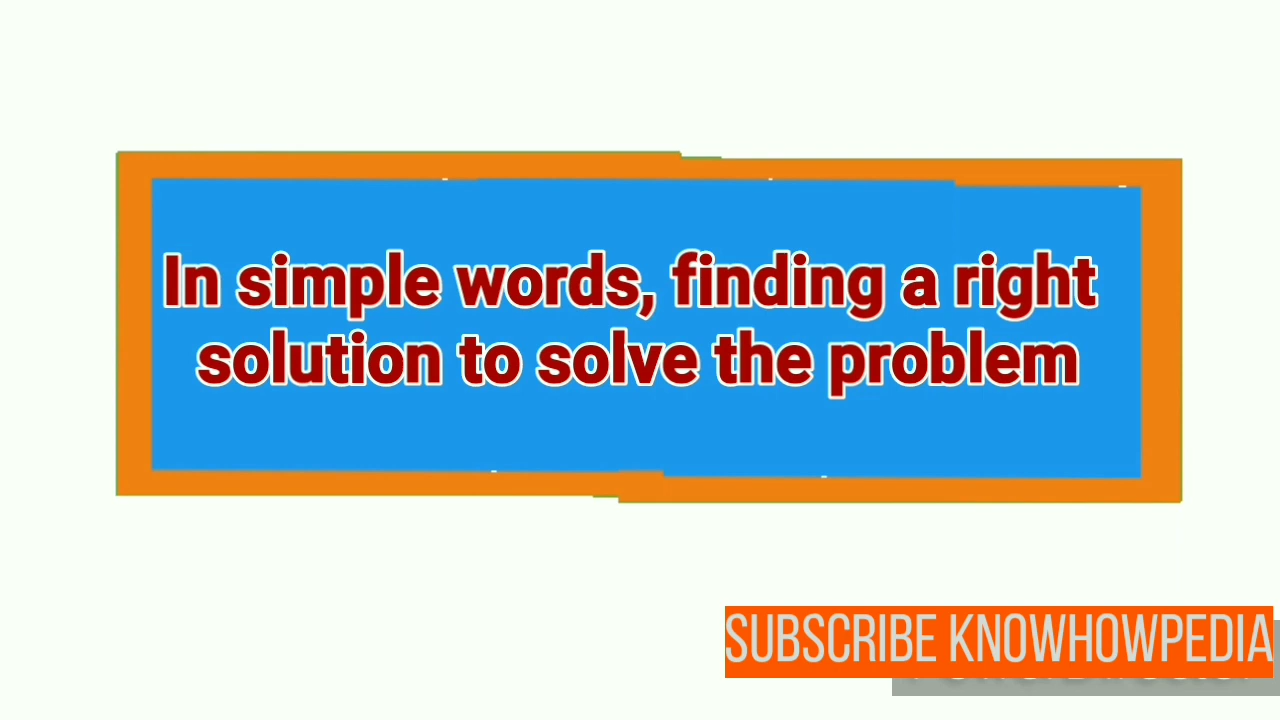 In simple words, finding a right
solution to solve the problem
SUBSCRIBE KNOWHOWPEDIA